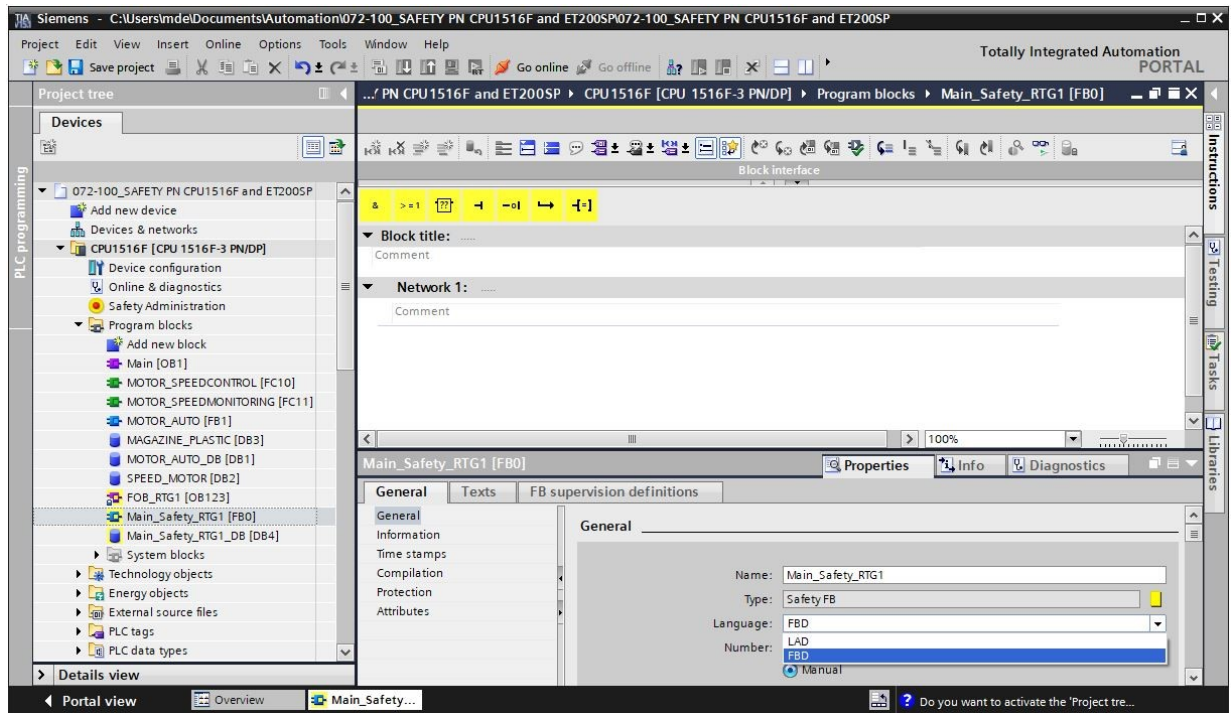 Siemens - C:\Users\mde\Documents\Automation\072-100_SAFETY PN CPU1516F and ET200SP\072-100_SAFETY PN CPU1516F and ET200SP
Project Edit View Insert Online Options Tools Window Help
Totally Integrated Automation
PORTAL
Save project Go online Go offline
Project tree
.../ PN CPU1516F and ET200SP CPU1516F [CPU 1516F-3 PN/DP] Program blocks Main_Safety_RTG1 [FB0]
Devices
Block interface
PLC programming
072-100_SAFETY PN CPU1516F and ET200SP
Add new device
Devices & networks
CPU1516F [CPU 1516F-3 PN/DP]
Device configuration
Online & diagnostics
Safety Administration
Program blocks
Add new block
Main [OB1]
MOTOR_SPEEDCONTROL [FC10]
MOTOR_SPEEDMONITORING [FC11]
MOTOR_AUTO [FB1]
MAGAZINE_PLASTIC [DB3]
MOTOR_AUTO_DB [DB1]
SPEED_MOTOR [DB2]
FOB_RTG1 [OB123]
Main_Safety_RTG1 [FB0]
Main_Safety_RTG1_DB [DB4]
System blocks
Technology objects
Energy objects
External source files
PLC tags
PLC data types
Details view
& >=1 ??
Block title: .....
Comment
Network 1: .....
Comment
100%
Main_Safety_RTG1 [FB0]
Properties Info Diagnostics
General Texts FB supervision definitions
General
Information
Time stamps
Compilation
Protection
Attributes
General
Name: Main_Safety_RTG1
Type: Safety FB
Language: FBD
LAD
FBD
Number:
Manual
Instructions
Testing
Tasks
Libraries
Portal view Overview Main_Safety... Do you want to activate the 'Project tre...